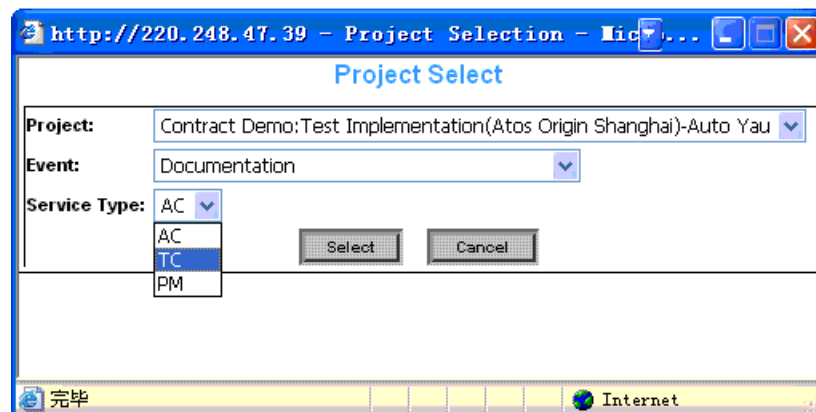 http://220.248.47.39 - Project Selection - Mic...
Project Select
Project: Contract Demo:Test Implementation(Atos Origin Shanghai)-Auto Yau
Event: Documentation
Service Type: AC
AC
TC
PM
Select Cancel
完毕 Internet